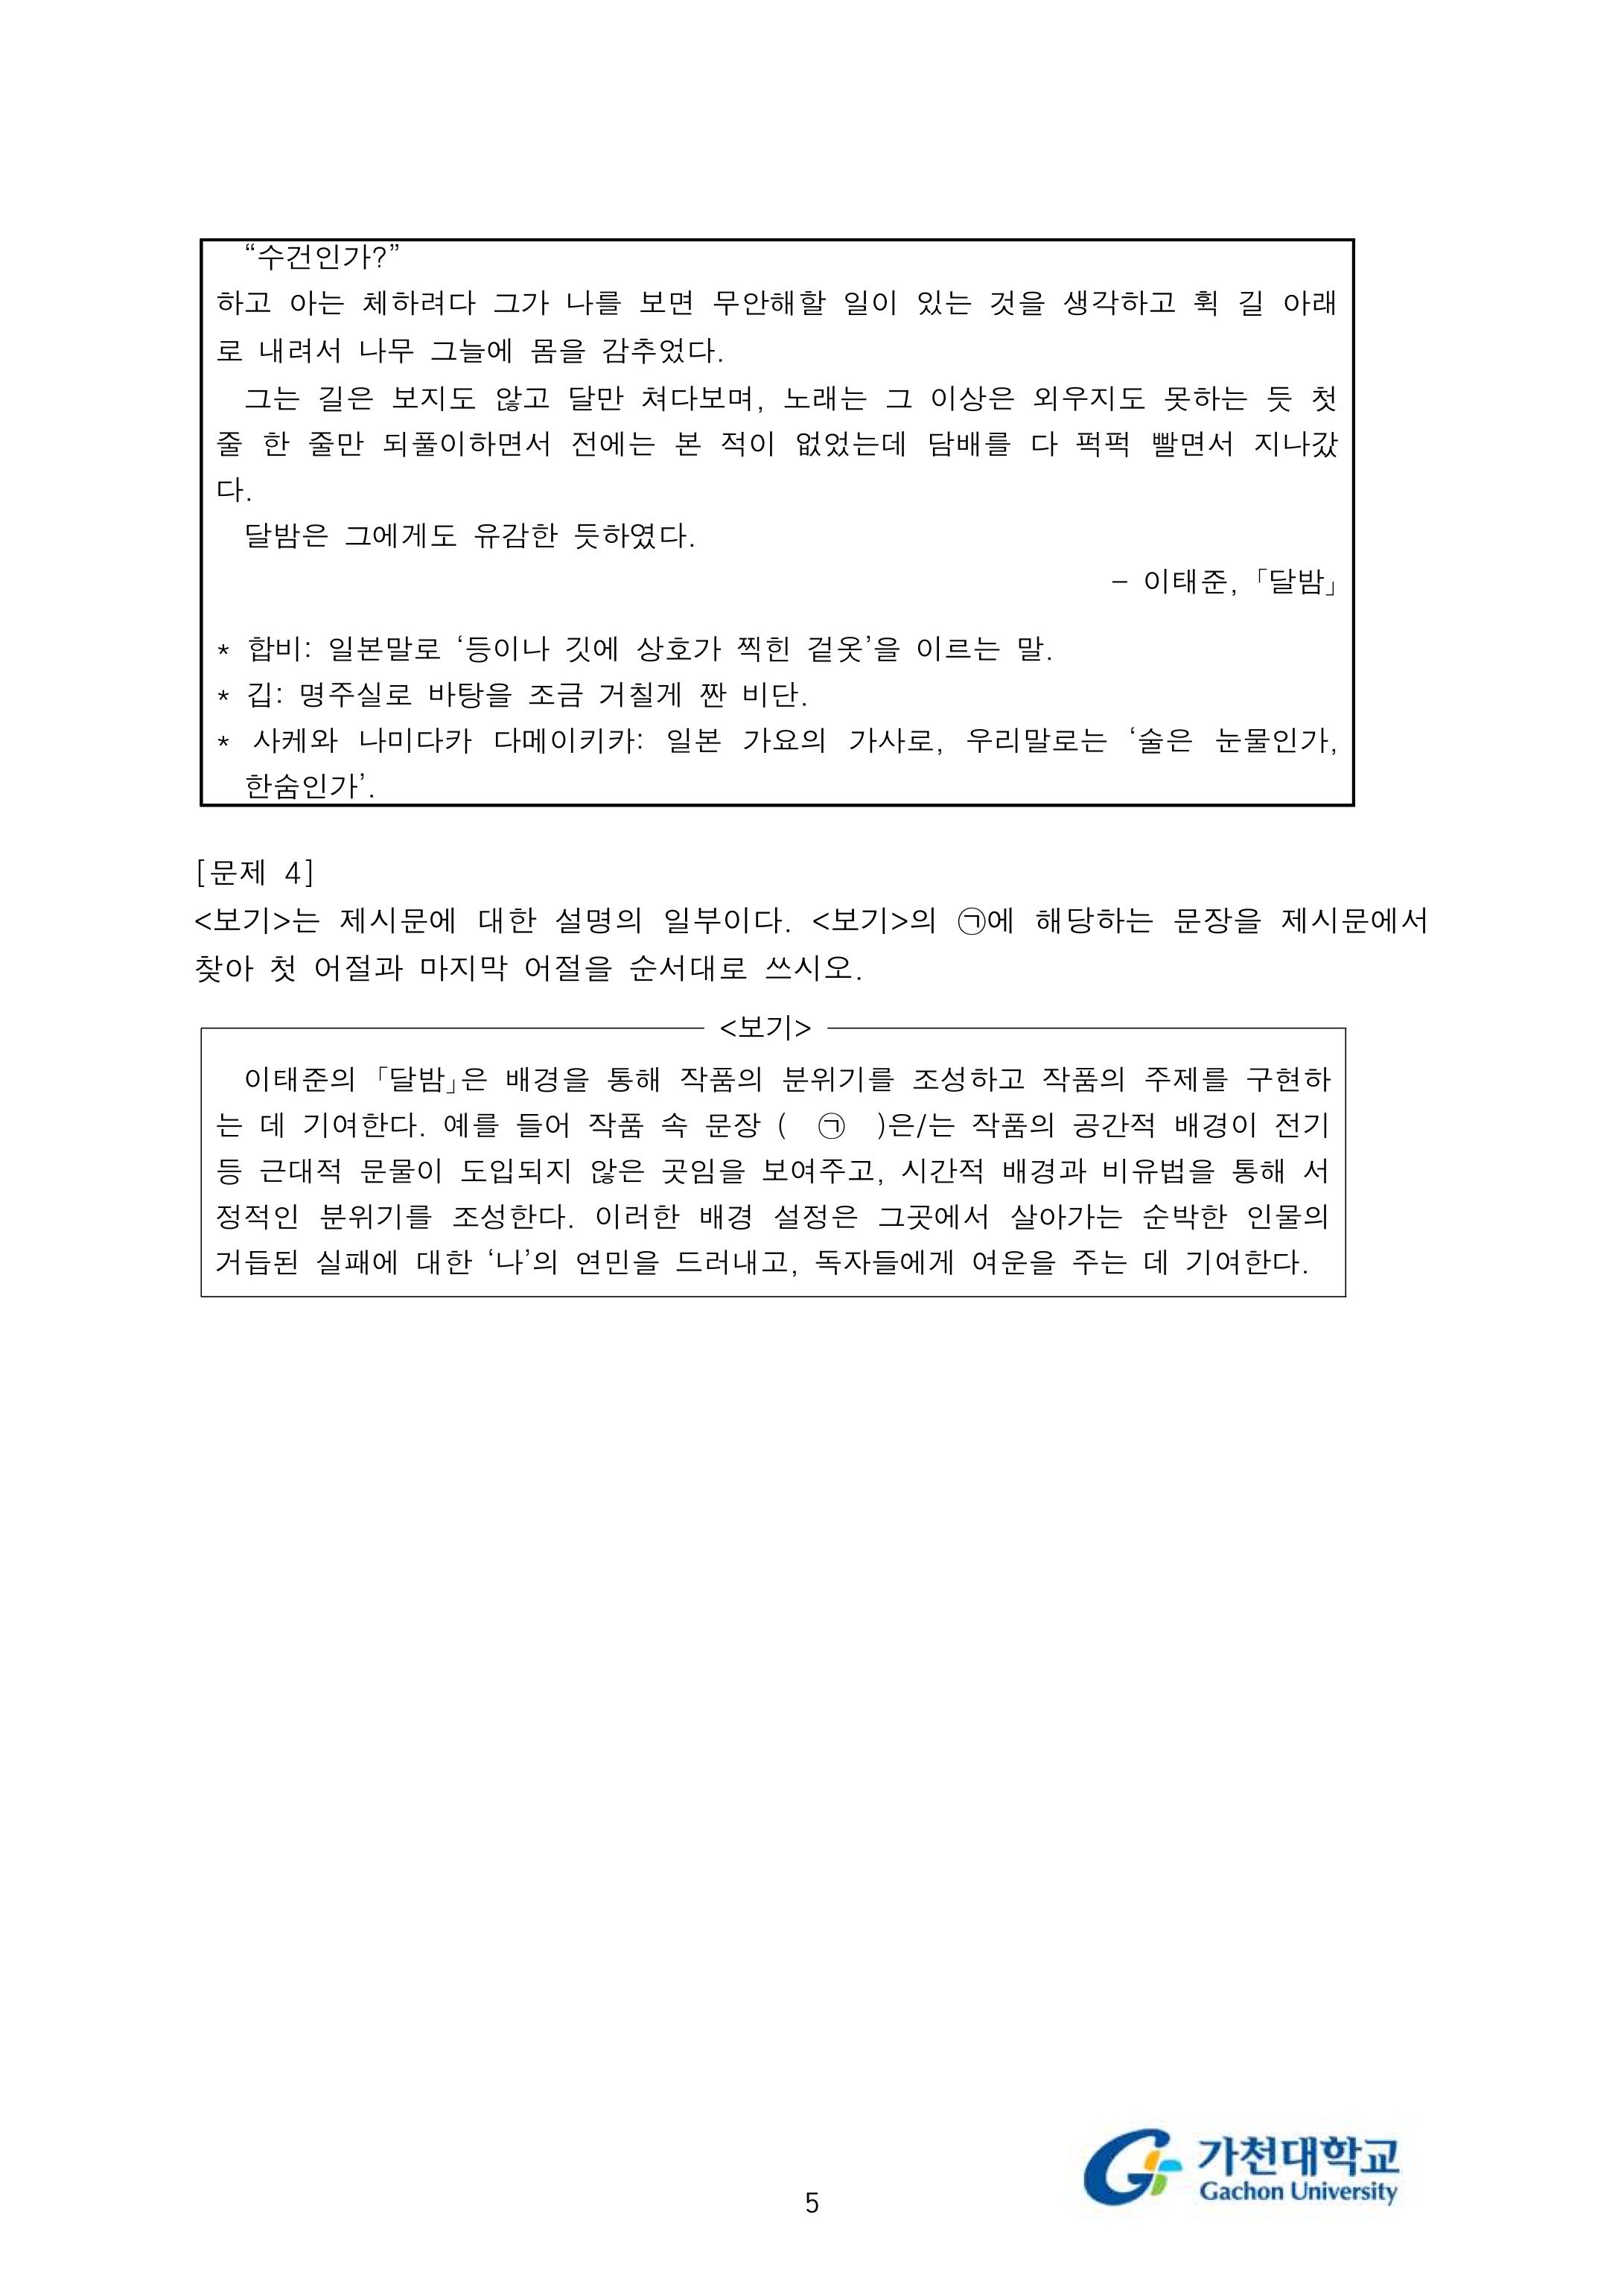 “수건인가?”
하고 아는 체하려다 그가 나를 보면 무안해할 일이 있는 것을 생각하고 휙 길 아래
로 내려서 나무 그늘에 몸을 감추었다.
그는 길은 보지도 않고 달만 쳐다보며, 노래는 그 이상은 외우지도 못하는 듯 첫
줄 한 줄만 되풀이하면서 전에는 본 적이 없었는데 담배를 다 퍽퍽 빨면서 지나갔
다.
달밤은 그에게도 유감한 듯하였다.
- 이태준, 「달밤」
* 합비: 일본말로 ‘등이나 깃에 상호가 찍힌 겉옷’을 이르는 말.
* 깁: 명주실로 바탕을 조금 거칠게 짠 비단.
* 사케와 나미다카 다메이키카: 일본 가요의 가사로, 우리말로는 ‘술은 눈물인가,
한숨인가’.
[문제 4]
<보기>는 제시문에 대한 설명의 일부이다. <보기>의 ㉠에 해당하는 문장을 제시문에서
찾아 첫 어절과 마지막 어절을 순서대로 쓰시오.
<보기>
이태준의 「달밤」은 배경을 통해 작품의 분위기를 조성하고 작품의 주제를 구현하
는 데 기여한다. 예를 들어 작품 속 문장 ( ㉠ )은/는 작품의 공간적 배경이 전기
등 근대적 문물이 도입되지 않은 곳임을 보여주고, 시간적 배경과 비유법을 통해 서
정적인 분위기를 조성한다. 이러한 배경 설정은 그곳에서 살아가는 순박한 인물의
거듭된 실패에 대한 ‘나’의 연민을 드러내고, 독자들에게 여운을 주는 데 기여한다.
가천대학교
Gachon University
5